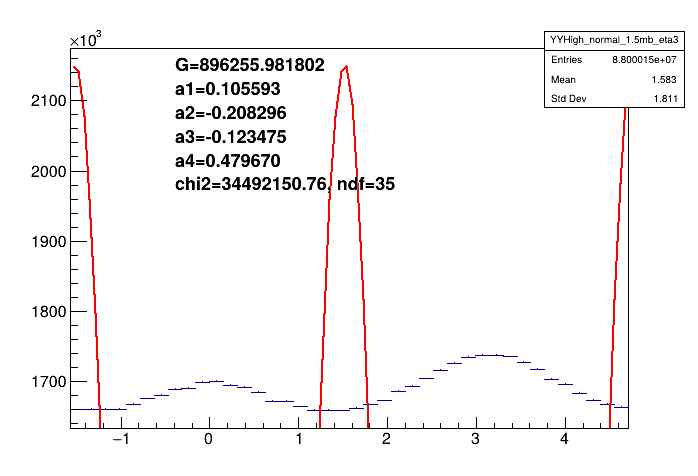 ×10³
YYHigh_normal_1.5mb_eta3
Entries 8.800015e+07
Mean 1.583
Std Dev 1.811
G=896255.981802
a1=0.105593
a2=-0.208296
a3=-0.123475
a4=0.479670
chi2=34492150.76, ndf=35
2100
2000
1900
1800
1700
−1 0 1 2 3 4